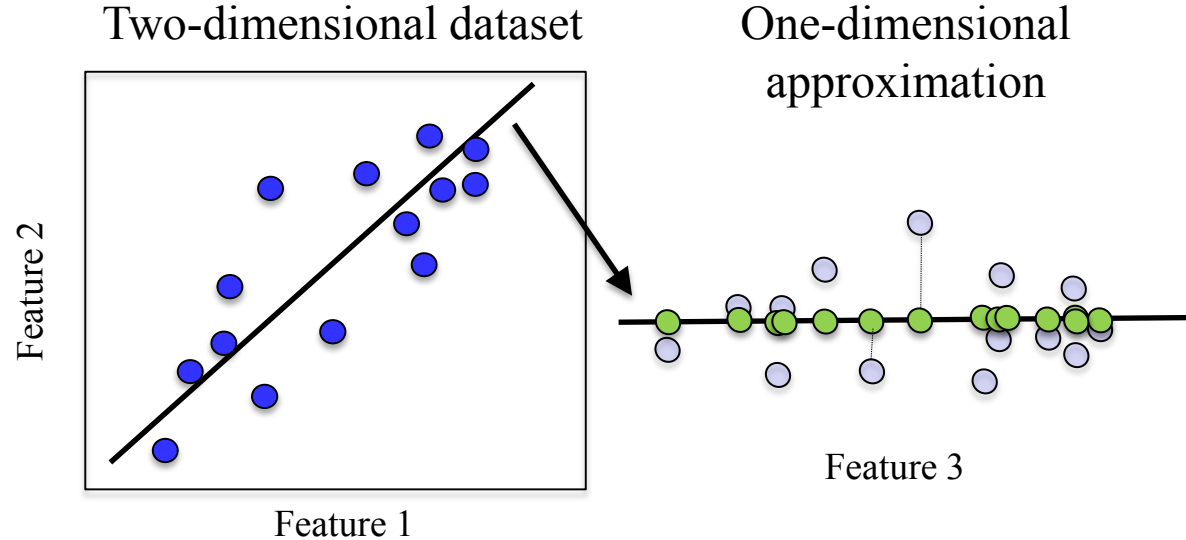 Two-dimensional dataset
One-dimensional
approximation
Feature 2
Feature 1
Feature 3